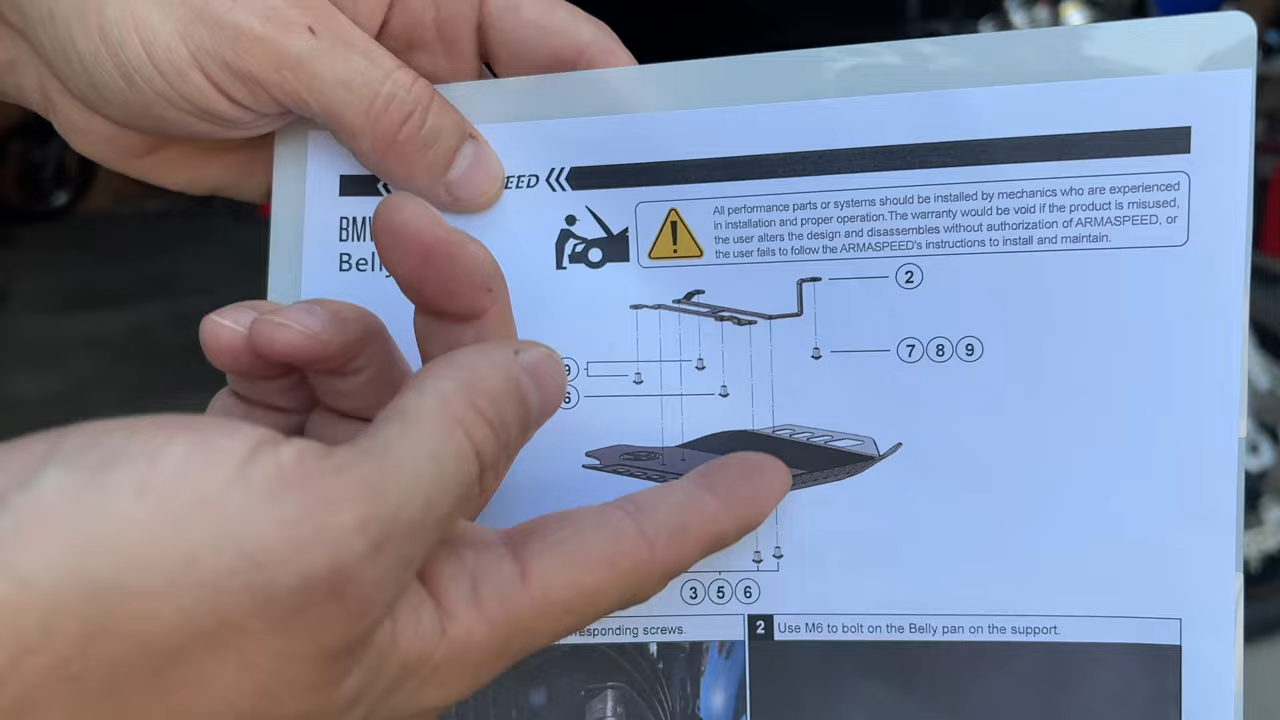 EED
BMW
All performance parts or systems should be installed by mechanics who are experienced
in installation and proper operation.The warranty would be void if the product is misused,
the user alters the design and disassembles without authorization of ARMASPEED, or
the user fails to follow the ARMASPEED's instructions to install and maintain.
Belly
2
7 8 9
9
6
3 5 6
responding screws.
2 Use M6 to bolt on the Belly pan on the support.